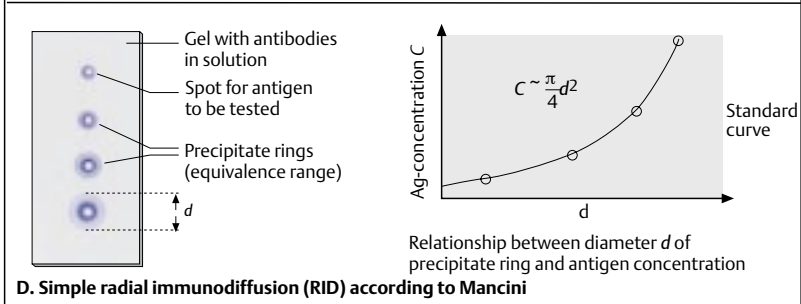 Gel with antibodies
in solution
Spot for antigen
to be tested
Precipitate rings
(equivalence range)
d
Ag-concentration C
C ~ π/4 d²
Standard
curve
d
Relationship between diameter d of
precipitate ring and antigen concentration
D. Simple radial immunodiffusion (RID) according to Mancini